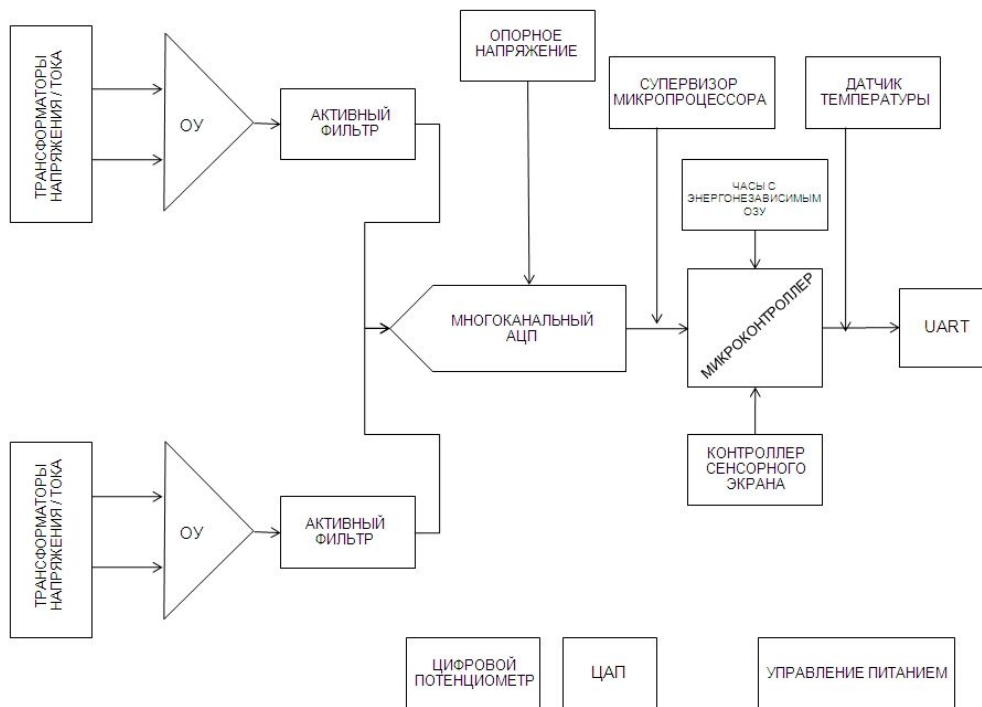 ТРАНСФОРМАТОРЫ
НАПРЯЖЕНИЯ / ТОКА
ОУ
АКТИВНЫЙ
ФИЛЬТР
ОПОРНОЕ
НАПРЯЖЕНИЕ
СУПЕРВИЗОР
МИКРОПРОЦЕССОРА
ДАТЧИК
ТЕМПЕРАТУРЫ
ЧАСЫ С
ЭНЕРГОНЕЗАВИСИМЫМ
ОЗУ
МНОГОКАНАЛЬНЫЙ
АЦП
МИКРОКОНТРОЛЛЕР
UART
КОНТРОЛЛЕР
СЕНСОРНОГО
ЭКРАНА
ТРАНСФОРМАТОРЫ
НАПРЯЖЕНИЯ / ТОКА
ОУ
АКТИВНЫЙ
ФИЛЬТР
ЦИФРОВОЙ
ПОТЕНЦИОМЕТР
ЦАП
УПРАВЛЕНИЕ ПИТАНИЕМ